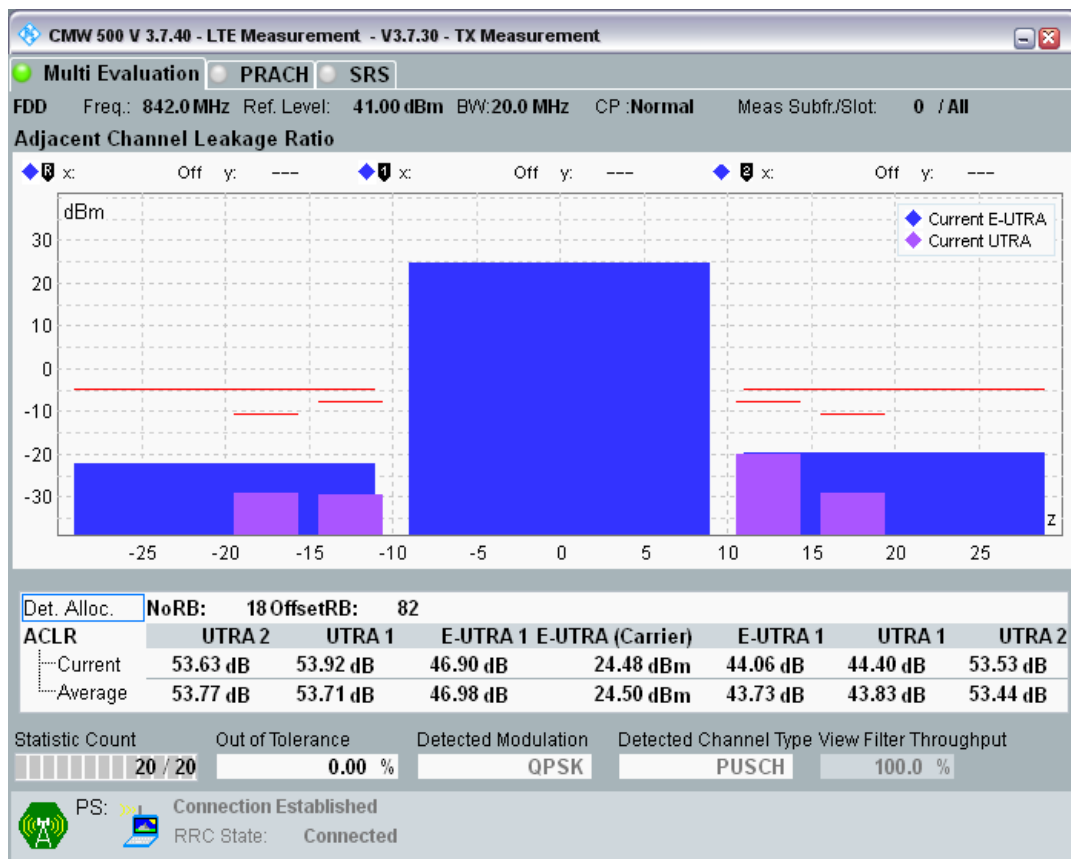 CMW 500 V 3.7.40 - LTE Measurement - V3.7.30 - TX Measurement
Multi Evaluation PRACH SRS
FDD Freq.: 842.0 MHz Ref. Level: 41.00 dBm BW:20.0 MHz CP :Normal Meas Subfr./Slot: 0 / All
Adjacent Channel Leakage Ratio
R x: Off y: --- 1 x: Off y: --- 2 x: Off y: ---
dBm
Current E-UTRA
Current UTRA
30
20
10
0
-10
-20
-30
z
-25 -20 -15 -10 -5 0 5 10 15 20 25
Det. Alloc. NoRB: 18 OffsetRB: 82
ACLR UTRA 2 UTRA 1 E-UTRA 1 E-UTRA (Carrier) E-UTRA 1 UTRA 1 UTRA 2
Current 53.63 dB 53.92 dB 46.90 dB 24.48 dBm 44.06 dB 44.40 dB 53.53 dB
Average 53.77 dB 53.71 dB 46.98 dB 24.50 dBm 43.73 dB 43.83 dB 53.44 dB
Statistic Count Out of Tolerance Detected Modulation Detected Channel Type View Filter Throughput
20 / 20 0.00 % QPSK PUSCH 100.0 %
PS: Connection Established
RRC State: Connected